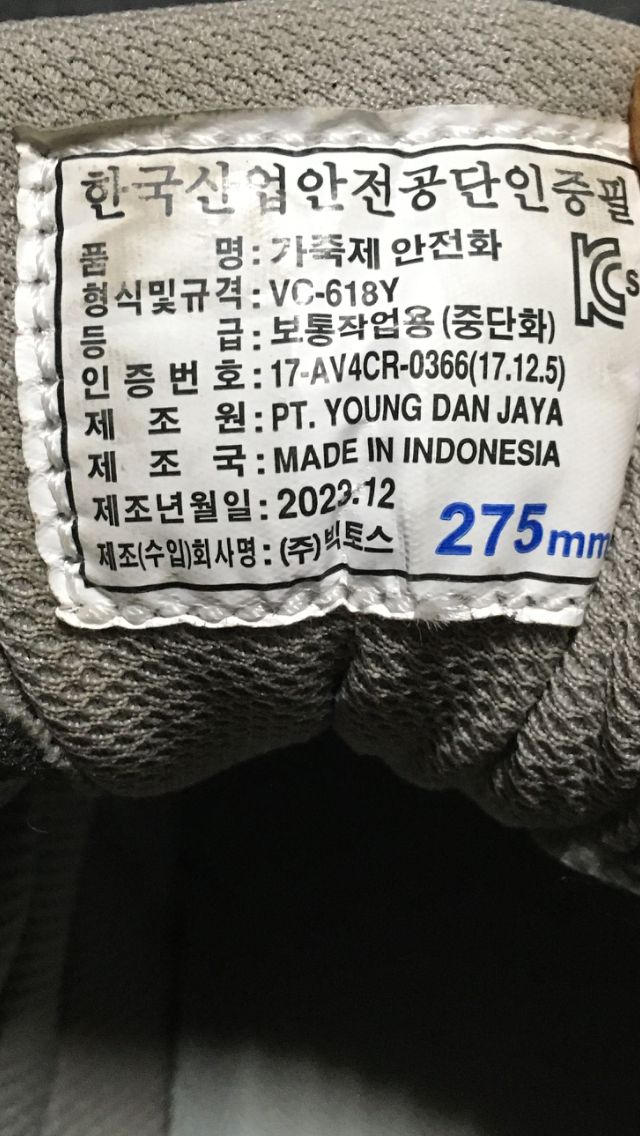 한국산업안전공단인증필
품 명 : 가죽제 안전화
형식및규격 : VC-618Y
등 급 : 보통작업용 (중단화)
인 증 번 호 : 17-AV4CR-0366(17.12.5)
제 조 원 : PT. YOUNG DAN JAYA
제 조 국 : MADE IN INDONESIA
제조년월일 : 2023.12
제조(수입)회사명 : (주)빅토스
275mm
KCs